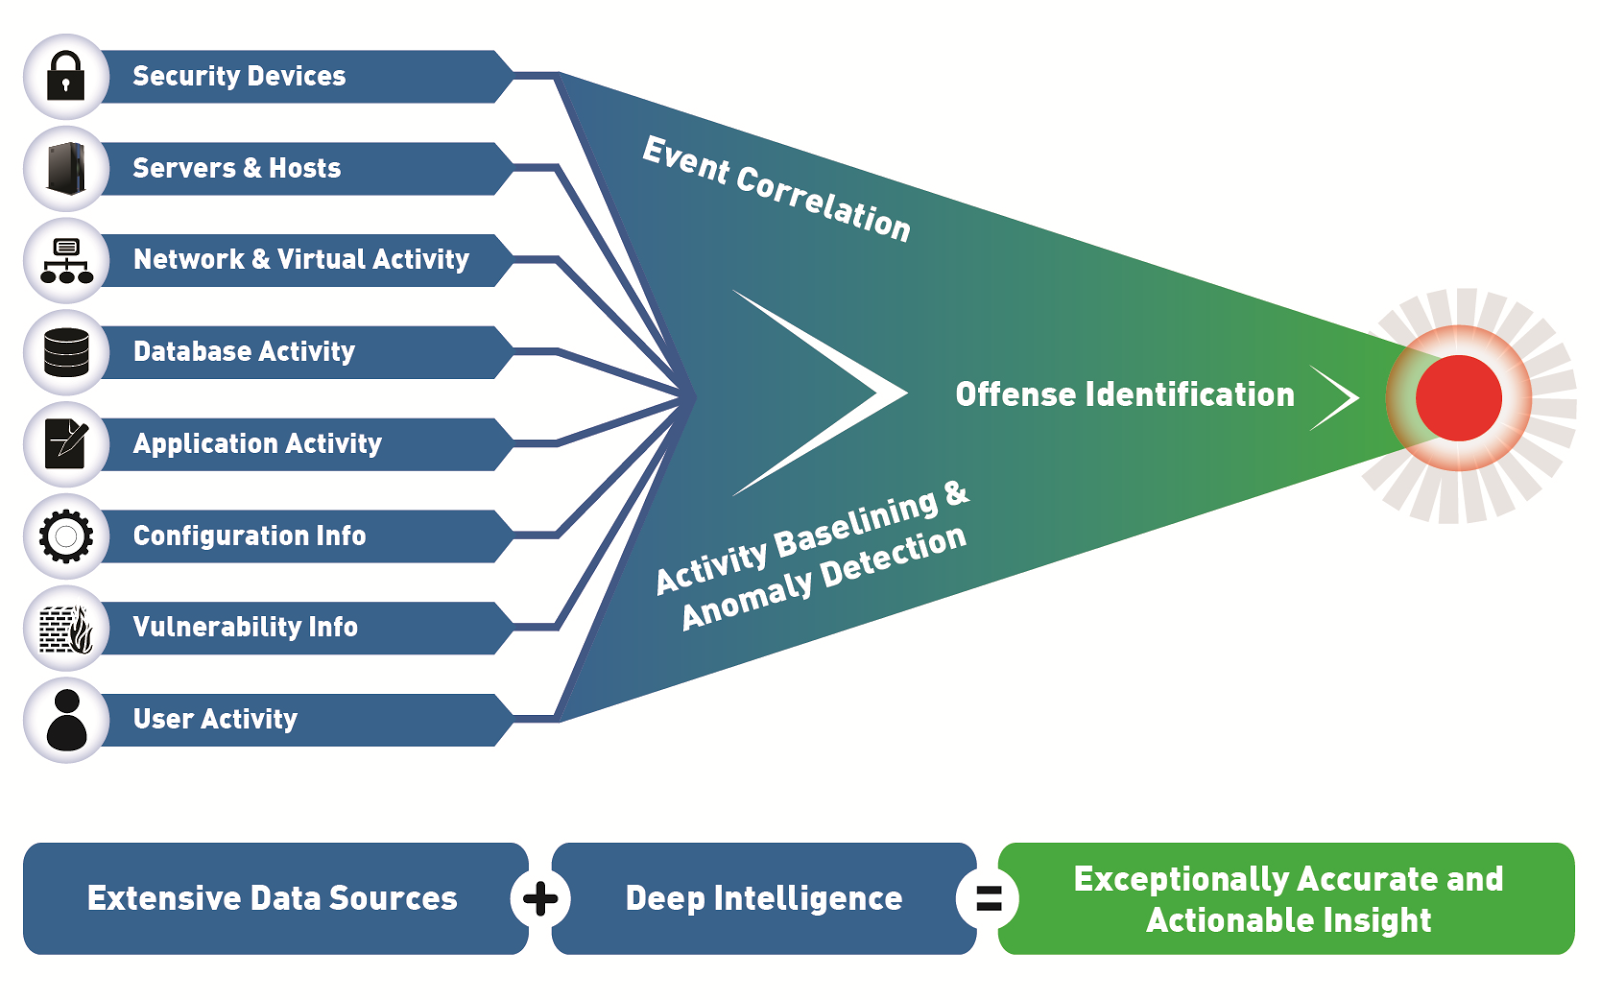 Security Devices
Servers & Hosts
Network & Virtual Activity
Database Activity
Application Activity
Configuration Info
Vulnerability Info
User Activity
Event Correlation
Offense Identification
Activity Baselining &
Anomaly Detection
Extensive Data Sources
+
Deep Intelligence
=
Exceptionally Accurate and
Actionable Insight